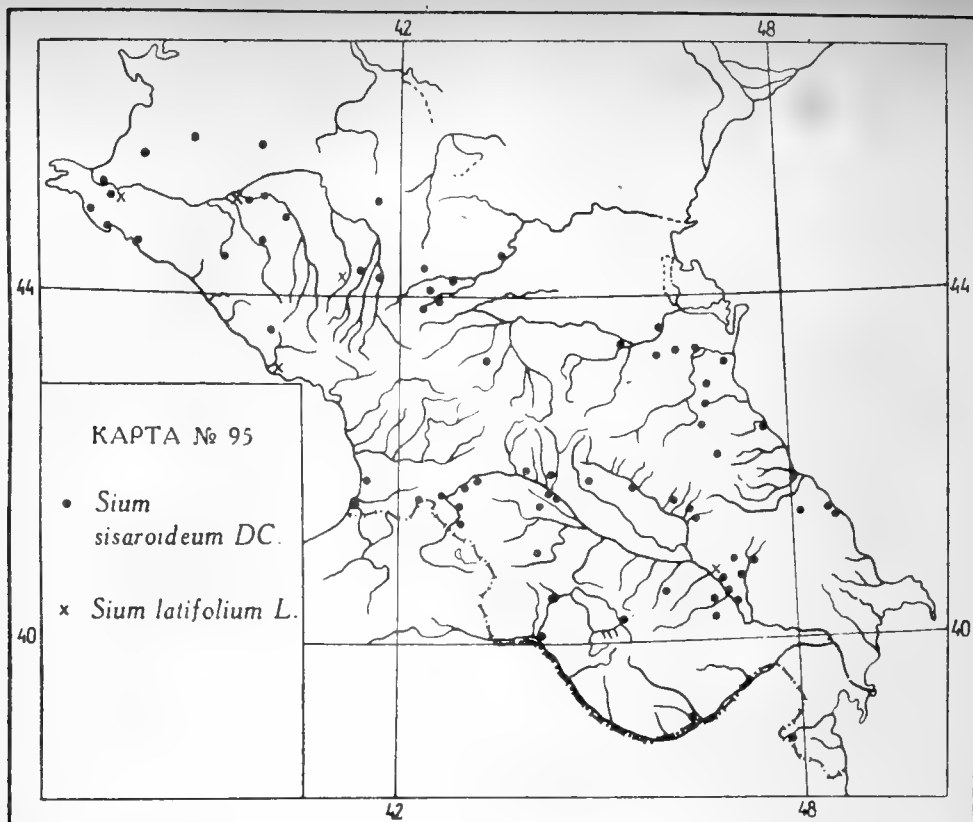 42 48
44 44
КАРТА № 95
• Sium
sisaroideum DC.
× Sium latifolium L.
40 40
42 48